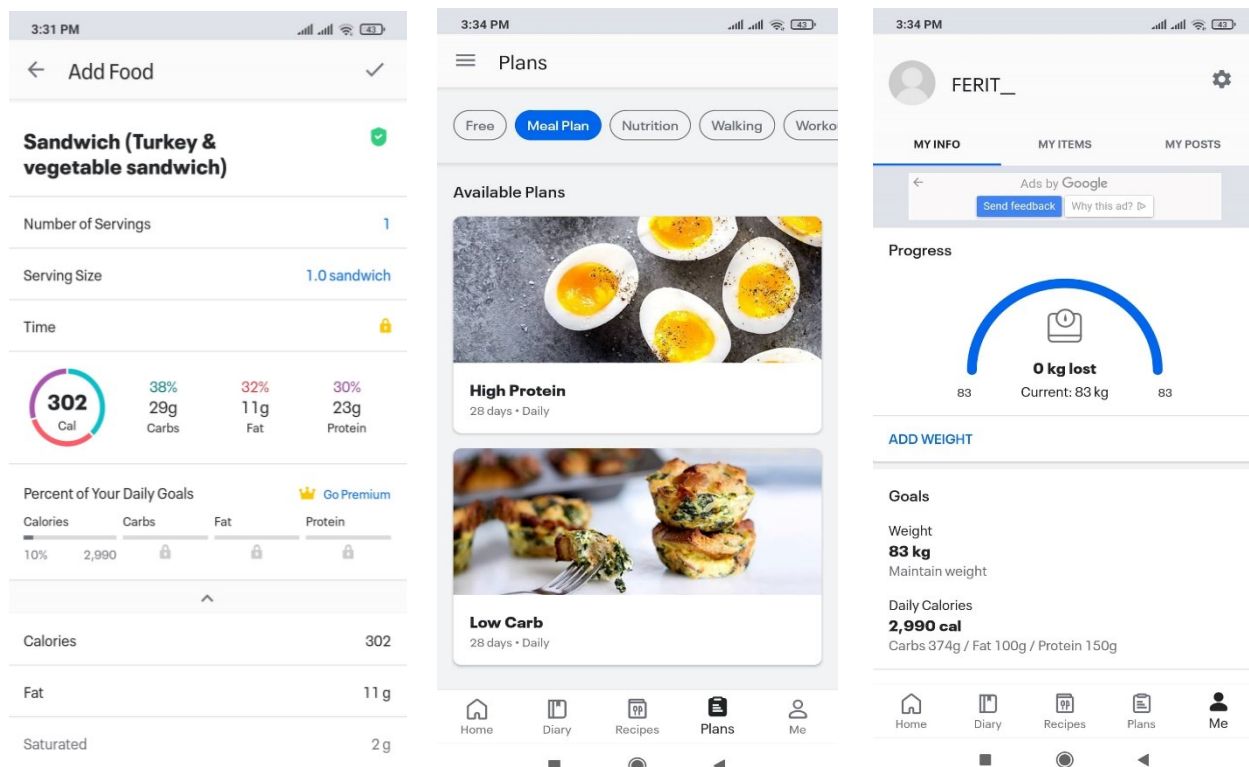 3:31 PM
43
Add Food
Sandwich (Turkey &
vegetable sandwich)
Number of Servings 1
Serving Size 1.0 sandwich
Time
302
Cal
38% 32% 30%
29g 11g 23g
Carbs Fat Protein
Percent of Your Daily Goals Go Premium
Calories Carbs Fat Protein
10% 2,990
Calories 302
Fat 11 g
Saturated 2 g
3:34 PM
43
Plans
Free Meal Plan Nutrition Walking Worko
Available Plans
High Protein
28 days • Daily
Low Carb
28 days • Daily
Home Diary Recipes Plans Me
3:34 PM
43
FERIT_
MY INFO MY ITEMS MY POSTS
Ads by Google
Send feedback Why this ad?
Progress
0 kg lost
83 Current: 83 kg 83
ADD WEIGHT
Goals
Weight
83 kg
Maintain weight
Daily Calories
2,990 cal
Carbs 374g / Fat 100g / Protein 150g
Home Diary Recipes Plans Me